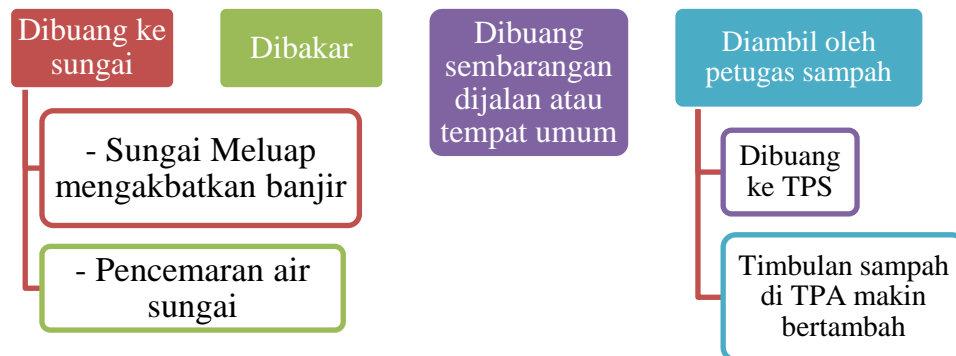 Dibuang ke
sungai
- Sungai Meluap
mengakbatkan banjir
- Pencemaran air
sungai
Dibakar
Dibuang
sembarangan
dijalan atau
tempat umum
Diambil oleh
petugas sampah
Dibuang
ke TPS
Timbulan sampah
di TPA makin
bertambah